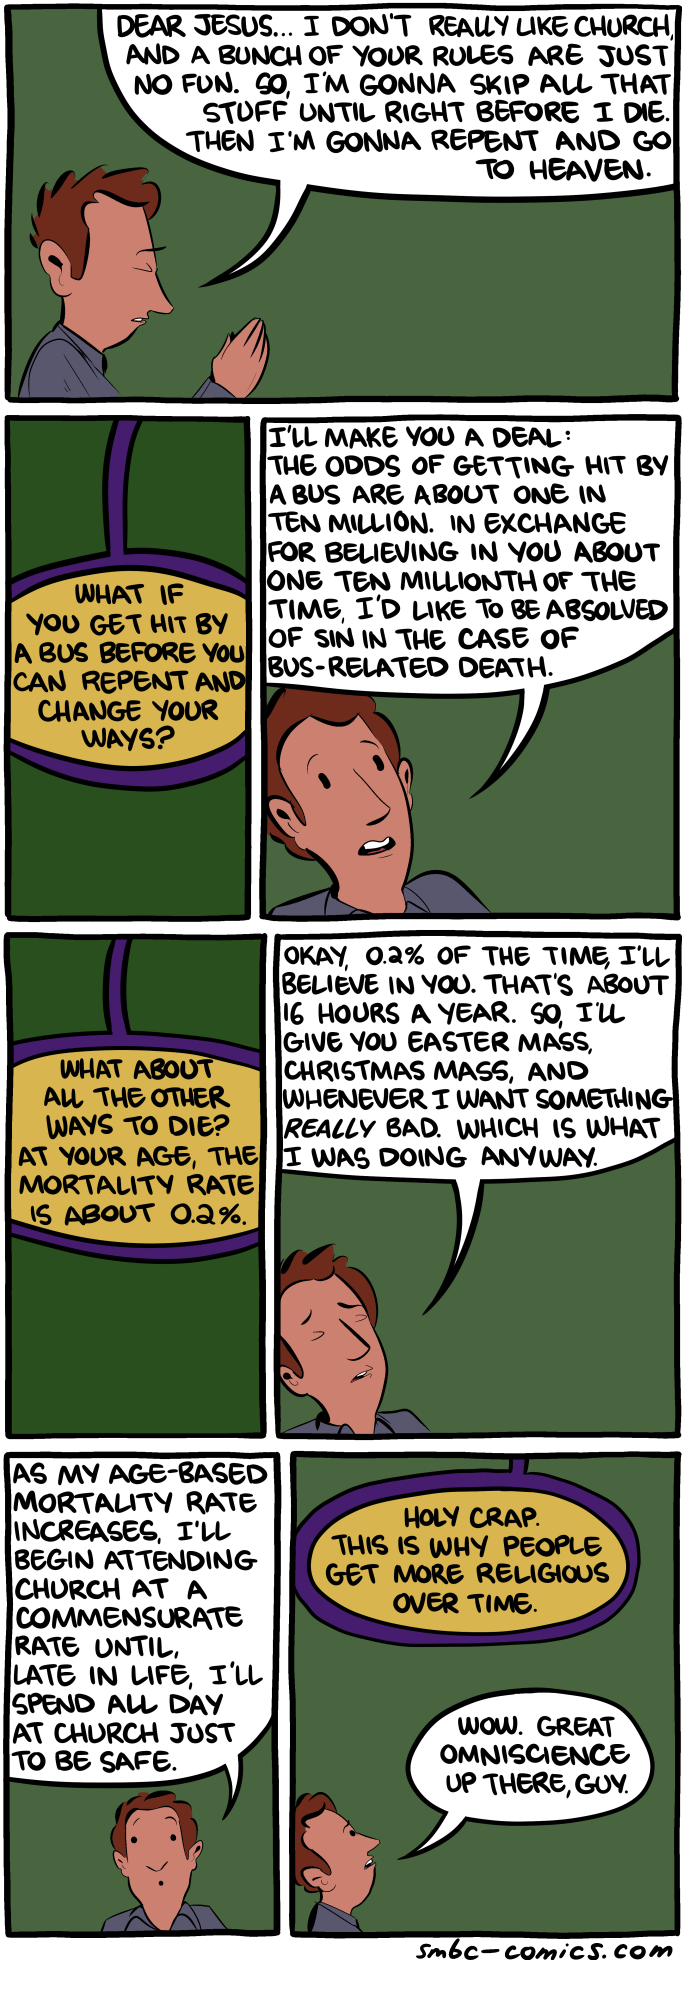 DEAR JESUS... I DON'T REALLY LIKE CHURCH,
AND A BUNCH OF YOUR RULES ARE JUST
NO FUN. SO, I'M GONNA SKIP ALL THAT
STUFF UNTIL RIGHT BEFORE I DIE.
THEN I'M GONNA REPENT AND GO
TO HEAVEN.
WHAT IF
YOU GET HIT BY
A BUS BEFORE YOU
CAN REPENT AND
CHANGE YOUR
WAYS?
I'LL MAKE YOU A DEAL:
THE ODDS OF GETTING HIT BY
A BUS ARE ABOUT ONE IN
TEN MILLION. IN EXCHANGE
FOR BELIEVING IN YOU ABOUT
ONE TEN MILLIONTH OF THE
TIME, I'D LIKE TO BE ABSOLVED
OF SIN IN THE CASE OF
BUS-RELATED DEATH.
WHAT ABOUT
ALL THE OTHER
WAYS TO DIE?
AT YOUR AGE, THE
MORTALITY RATE
IS ABOUT 0.2%.
OKAY, 0.2% OF THE TIME, I'LL
BELIEVE IN YOU. THAT'S ABOUT
16 HOURS A YEAR. SO, I'LL
GIVE YOU EASTER MASS,
CHRISTMAS MASS, AND
WHENEVER I WANT SOMETHING
REALLY BAD. WHICH IS WHAT
I WAS DOING ANYWAY.
AS MY AGE-BASED
MORTALITY RATE
INCREASES, I'LL
BEGIN ATTENDING
CHURCH AT A
COMMENSURATE
RATE UNTIL,
LATE IN LIFE, I'LL
SPEND ALL DAY
AT CHURCH JUST
TO BE SAFE.
HOLY CRAP.
THIS IS WHY PEOPLE
GET MORE RELIGIOUS
OVER TIME.
WOW. GREAT
OMNISCIENCE
UP THERE, GUY.
smbc-comics.com